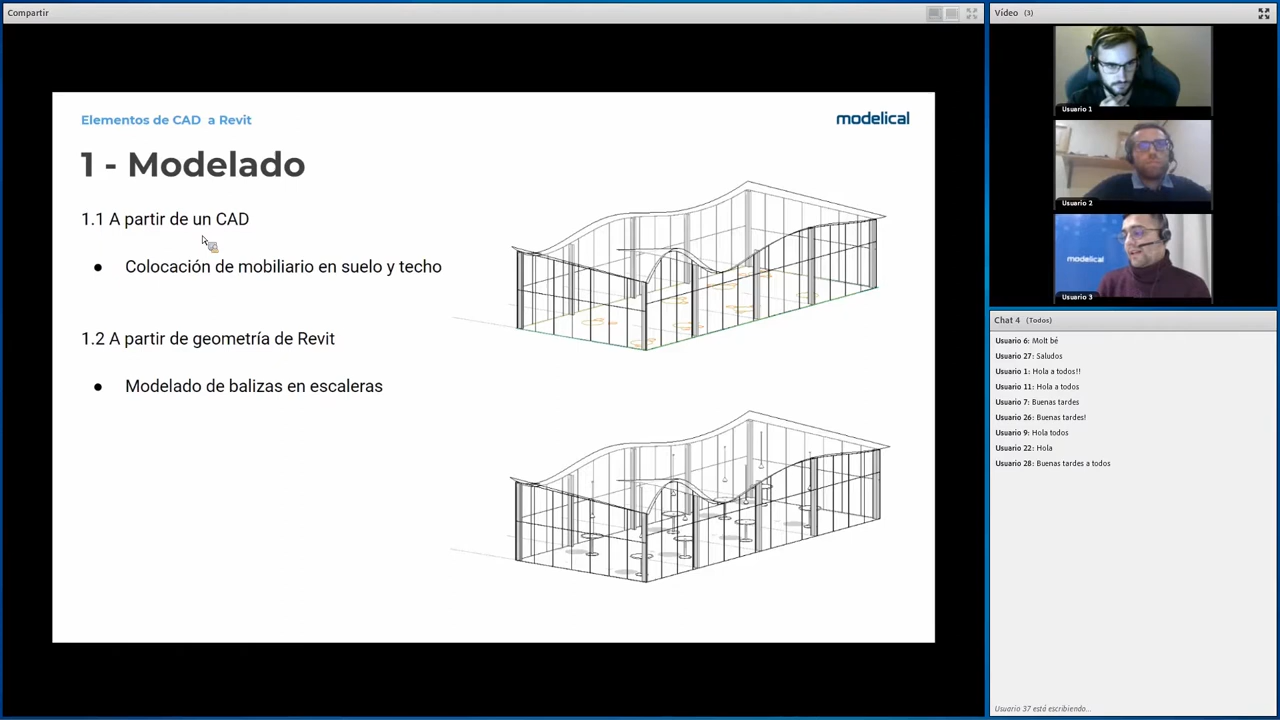 Compartir
Elementos de CAD  a Revit
modelical
1 - Modelado
1.1 A partir de un CAD
● Colocación de mobiliario en suelo y techo
1.2 A partir de geometría de Revit
● Modelado de balizas en escaleras
Vídeo (3)
Usuario 1
Usuario 2
modelical
Usuario 3
Chat 4 (Todos)
Usuario 6: Molt bé
Usuario 27: Saludos
Usuario 1: Hola a todos!!
Usuario 11: Hola a todos
Usuario 7: Buenas tardes
Usuario 26: Buenas tardes!
Usuario 9: Hola todos
Usuario 22: Hola
Usuario 28: Buenas tardes a todos
Usuario 37 está escribiendo...